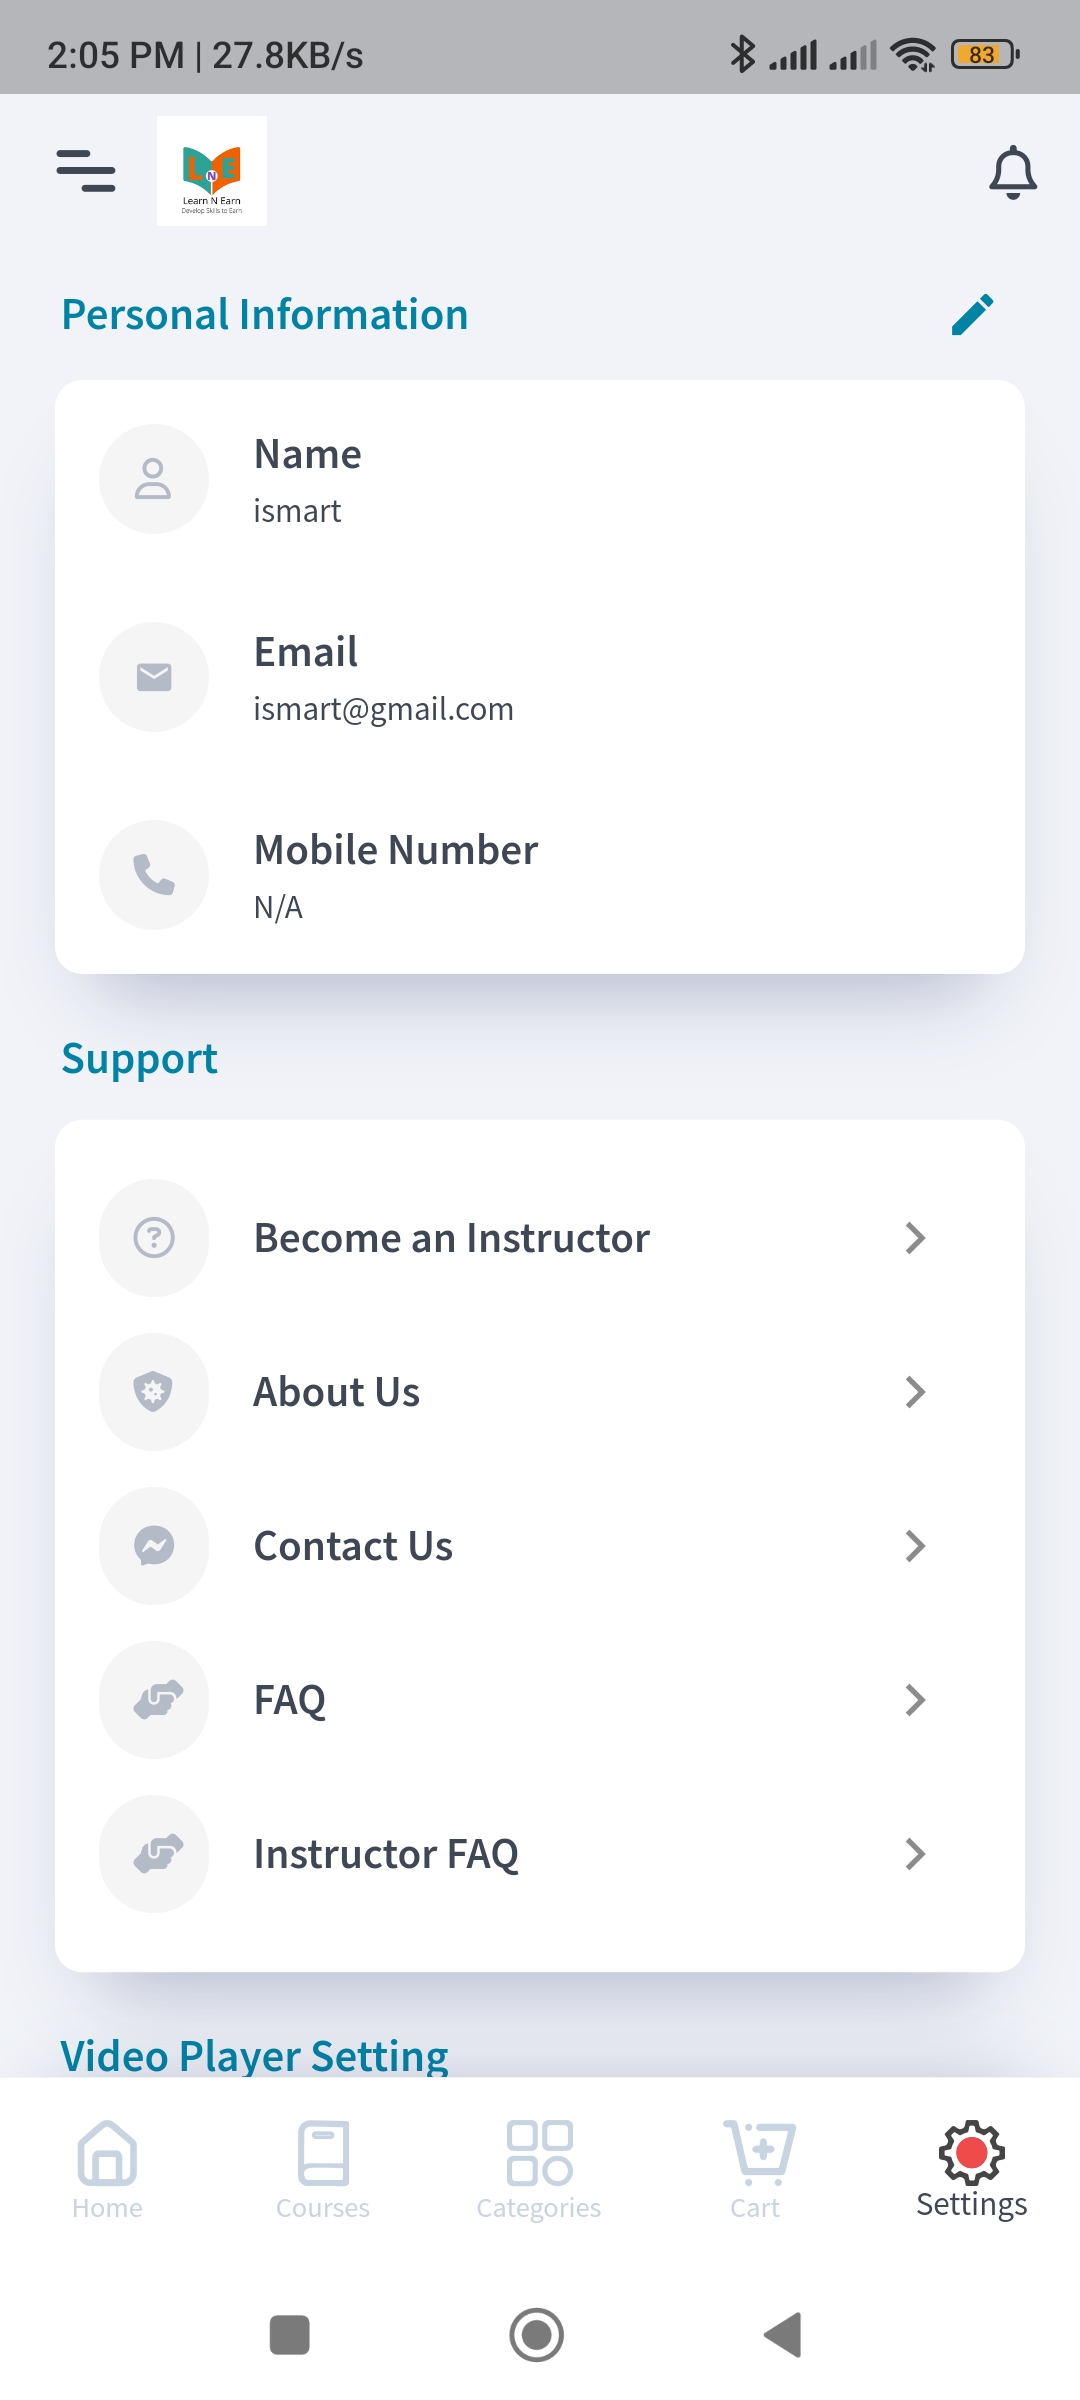 2:05 PM | 27.8KB/s
83
L N E
Learn N Earn
Develop Skills to Earn
Personal Information
Name
ismart
Email
ismart@gmail.com
Mobile Number
N/A
Support
Become an Instructor
About Us
Contact Us
FAQ
Instructor FAQ
Video Player Setting
Home
Courses
Categories
Cart
Settings